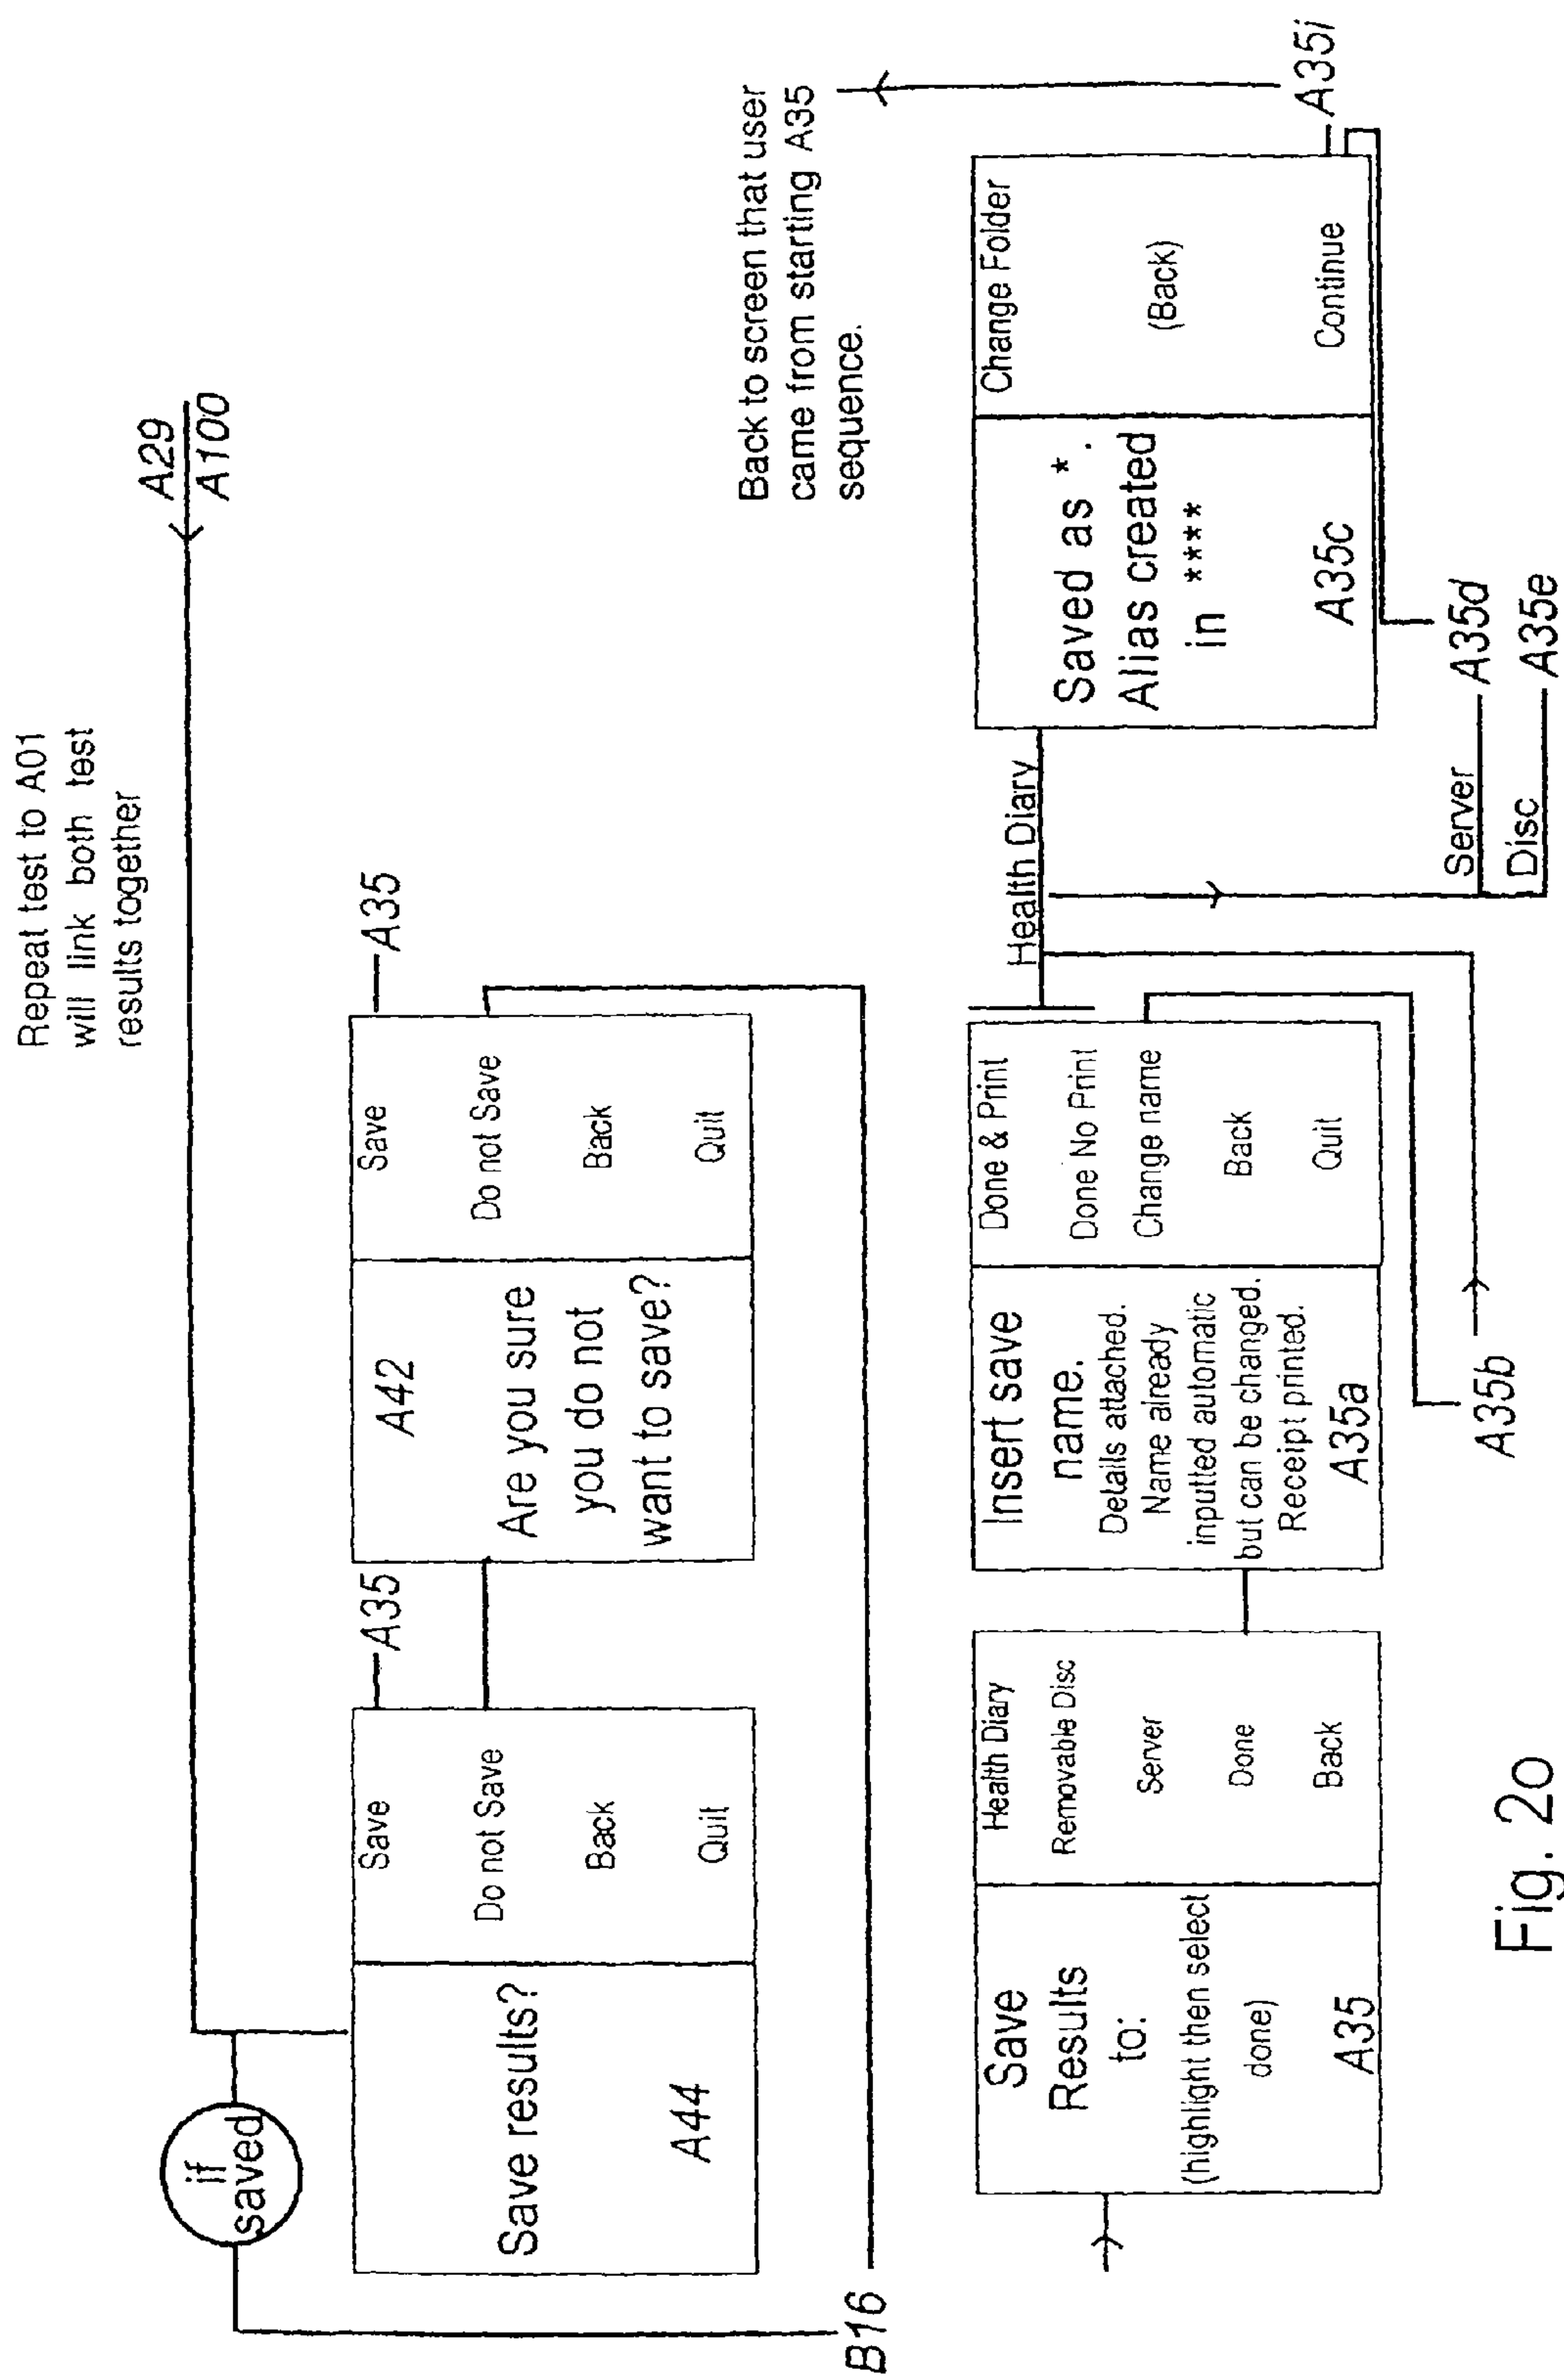 Repeat test to A01
will link both test
results together
A29
A100
if
saved
Save results?
A44
Save
Do not Save
Back
Quit
A35
A42
Are you sure
you do not
want to save?
Save
Do not Save
Back
Quit
A35
B16
Back to screen that user
came from starting A35
sequence.
Save
Results
to:
(highlight then select
done)
A35
Health Diary
Removable Disc
Server
Done
Back
Insert save
name.
Details attached.
Name already
inputted automatic
but can be changed.
Receipt printed.
A35a
Done & Print
Done No Print
Change name
Back
Quit
A35b
Health Diary
Server
A35d
Disc
A35e
Saved as *.
Alias created
in ****
A35c
Change Folder
(Back)
Continue
A35i
Fig. 2o